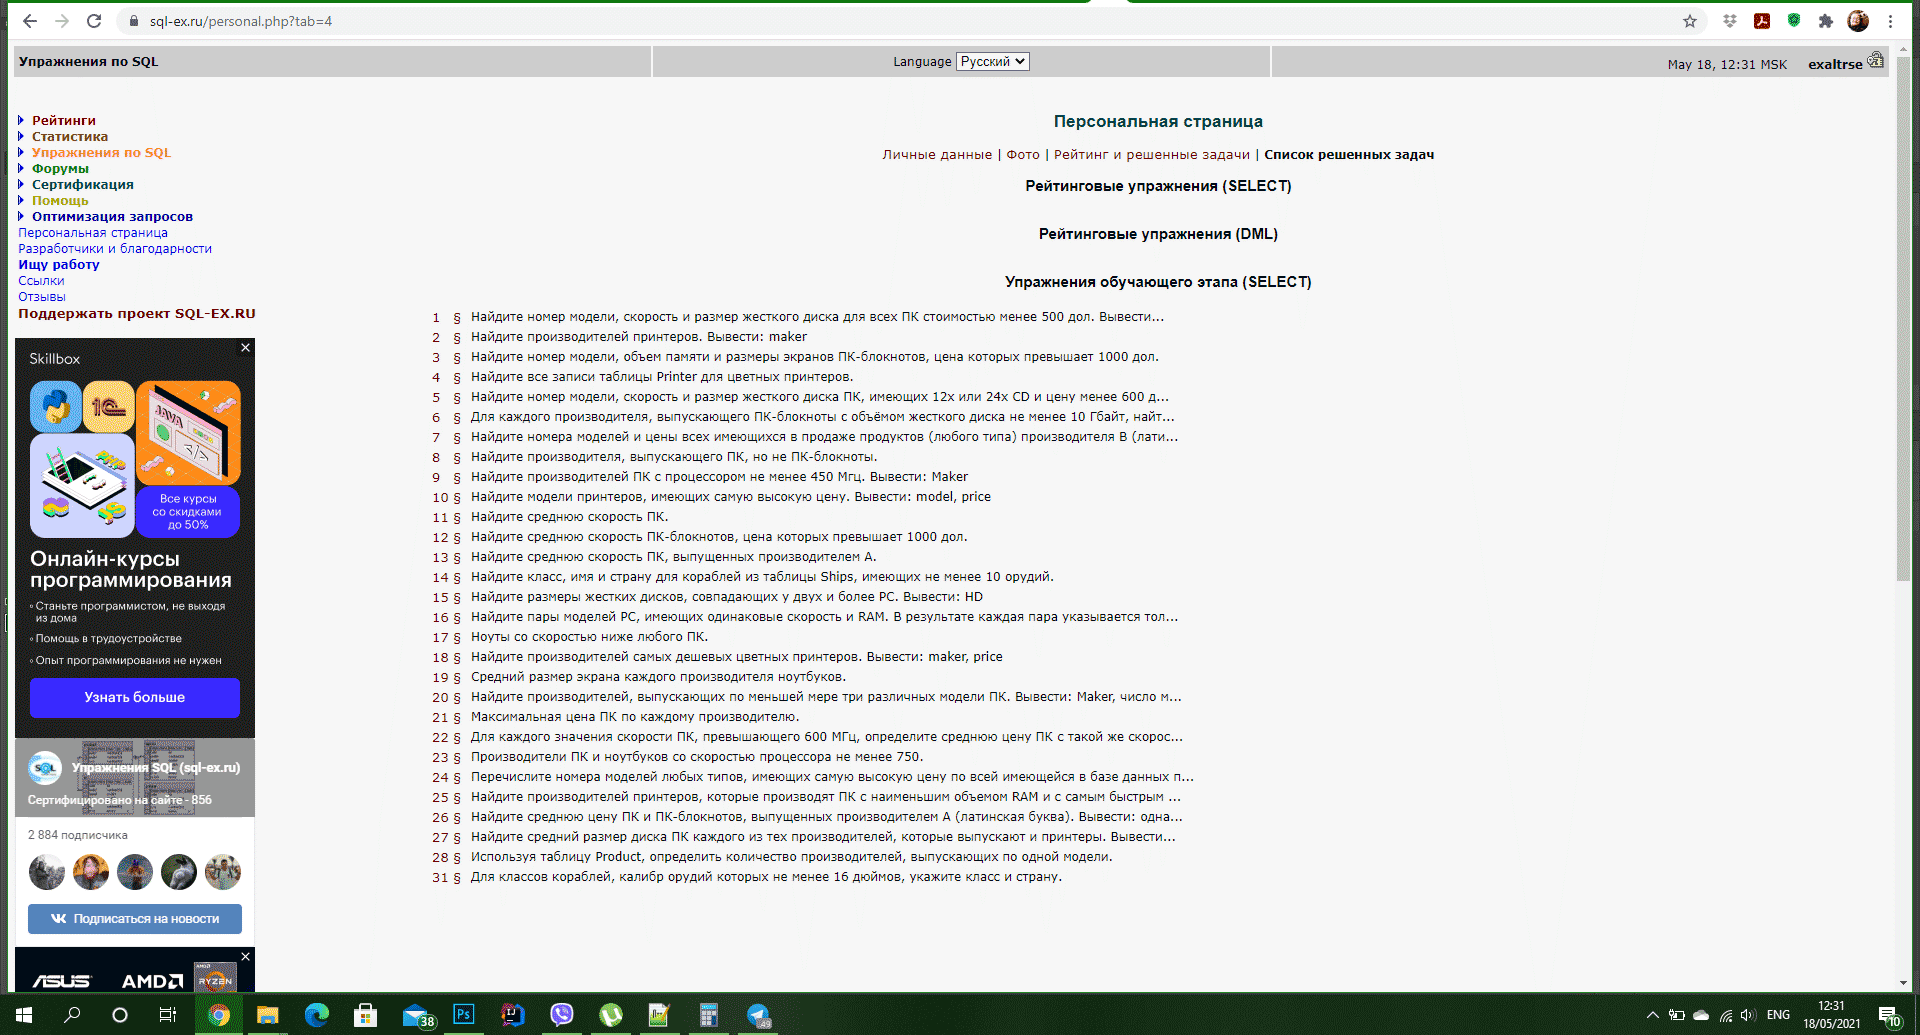 sql-ex.ru/personal.php?tab=4
Упражнения по SQL
Language Русский
May 18, 12:31 MSK exaltrse
Рейтинги
Статистика
Упражнения по SQL
Форумы
Сертификация
Помощь
Оптимизация запросов
Персональная страница
Разработчики и благодарности
Ищу работу
Ссылки
Отзывы
Поддержать проект SQL-EX.RU
Skillbox
1C
JAVA
</>
PHP
Все курсы
со скидками
до 50%
Онлайн-курсы
программирования
◦ Станьте программистом, не выходя
из дома
◦ Помощь в трудоустройстве
◦ Опыт программирования не нужен
Узнать больше
SQL Упражнения SQL (sql-ex.ru)
Сертифицировано на сайте - 856
2 884 подписчика
Подписаться на новости
ASUS AMD AMD RYZEN
Персональная страница
Личные данные | Фото | Рейтинг и решенные задачи | Список решенных задач
Рейтинговые упражнения (SELECT)
Рейтинговые упражнения (DML)
Упражнения обучающего этапа (SELECT)
1 § Найдите номер модели, скорость и размер жесткого диска для всех ПК стоимостью менее 500 дол. Вывести...
2 § Найдите производителей принтеров. Вывести: maker
3 § Найдите номер модели, объем памяти и размеры экранов ПК-блокнотов, цена которых превышает 1000 дол.
4 § Найдите все записи таблицы Printer для цветных принтеров.
5 § Найдите номер модели, скорость и размер жесткого диска ПК, имеющих 12x или 24x CD и цену менее 600 д...
6 § Для каждого производителя, выпускающего ПК-блокноты c объёмом жесткого диска не менее 10 Гбайт, найт...
7 § Найдите номера моделей и цены всех имеющихся в продаже продуктов (любого типа) производителя B (лати...
8 § Найдите производителя, выпускающего ПК, но не ПК-блокноты.
9 § Найдите производителей ПК с процессором не менее 450 Мгц. Вывести: Maker
10 § Найдите модели принтеров, имеющих самую высокую цену. Вывести: model, price
11 § Найдите среднюю скорость ПК.
12 § Найдите среднюю скорость ПК-блокнотов, цена которых превышает 1000 дол.
13 § Найдите среднюю скорость ПК, выпущенных производителем A.
14 § Найдите класс, имя и страну для кораблей из таблицы Ships, имеющих не менее 10 орудий.
15 § Найдите размеры жестких дисков, совпадающих у двух и более PC. Вывести: HD
16 § Найдите пары моделей PC, имеющих одинаковые скорость и RAM. В результате каждая пара указывается тол...
17 § Ноуты со скоростью ниже любого ПК.
18 § Найдите производителей самых дешевых цветных принтеров. Вывести: maker, price
19 § Средний размер экрана каждого производителя ноутбуков.
20 § Найдите производителей, выпускающих по меньшей мере три различных модели ПК. Вывести: Maker, число м...
21 § Максимальная цена ПК по каждому производителю.
22 § Для каждого значения скорости ПК, превышающего 600 МГц, определите среднюю цену ПК с такой же скорос...
23 § Производители ПК и ноутбуков со скоростью процессора не менее 750.
24 § Перечислите номера моделей любых типов, имеющих самую высокую цену по всей имеющейся в базе данных п...
25 § Найдите производителей принтеров, которые производят ПК с наименьшим объемом RAM и с самым быстрым ...
26 § Найдите среднюю цену ПК и ПК-блокнотов, выпущенных производителем A (латинская буква). Вывести: одна...
27 § Найдите средний размер диска ПК каждого из тех производителей, которые выпускают и принтеры. Вывести...
28 § Используя таблицу Product, определить количество производителей, выпускающих по одной модели.
31 § Для классов кораблей, калибр орудий которых не менее 16 дюймов, укажите класс и страну.
38 Ps IJ 49 ENG
12:31
18/05/2021
10